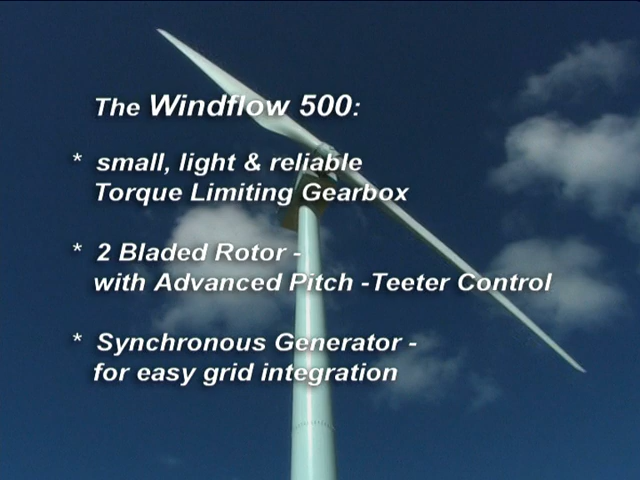 The Windflow 500:
* small, light & reliable
Torque Limiting Gearbox
* 2 Bladed Rotor -
with Advanced Pitch -Teeter Control
* Synchronous Generator -
for easy grid integration